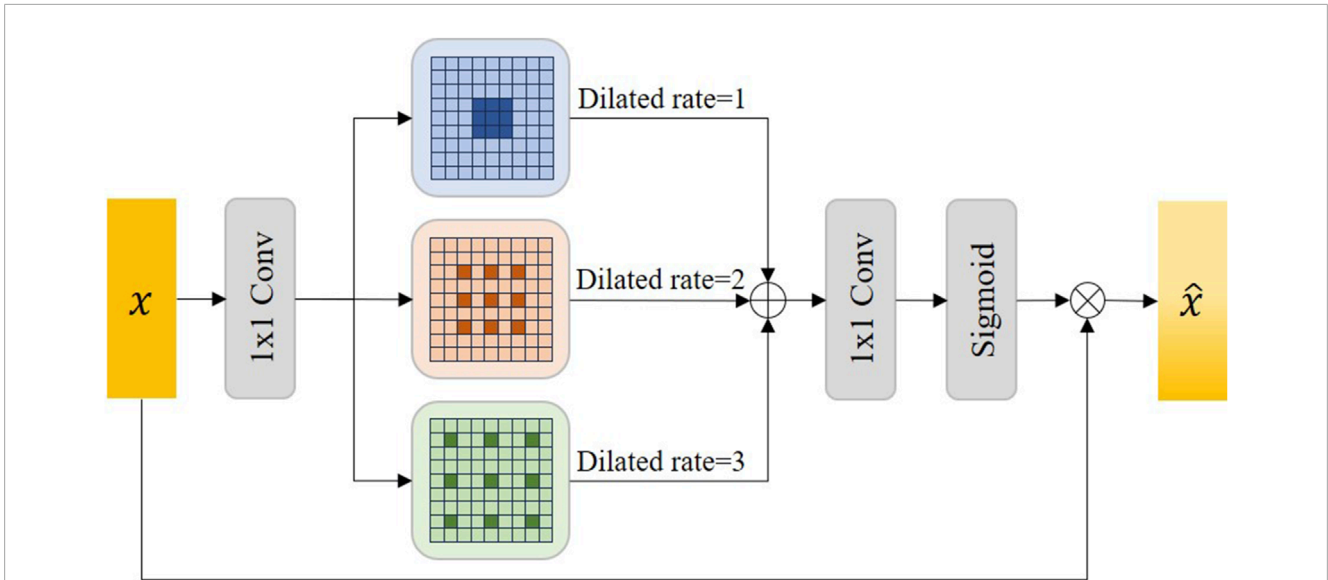 x
1x1 Conv
Dilated rate=1
Dilated rate=2
Dilated rate=3
1x1 Conv
Sigmoid
x̂